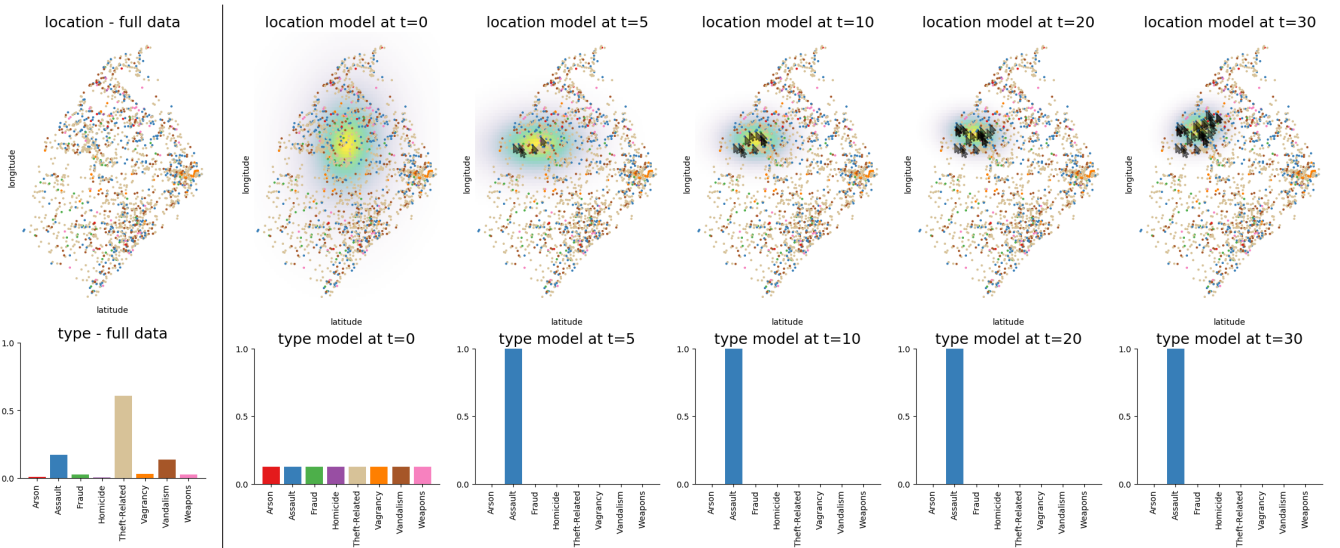 location - full data
location model at t=0
location model at t=5
location model at t=10
location model at t=20
location model at t=30
longitude
longitude
longitude
longitude
longitude
longitude
latitude
latitude
latitude
latitude
latitude
latitude
type - full data
type model at t=0
type model at t=5
type model at t=10
type model at t=20
type model at t=30
1.0
0.5
0.0
Arson
Assault
Fraud
Homicide
Theft-Related
Vagrancy
Vandalism
Weapons
1.0
0.5
0.0
Arson
Assault
Fraud
Homicide
Theft-Related
Vagrancy
Vandalism
Weapons
1.0
0.5
0.0
Arson
Assault
Fraud
Homicide
Theft-Related
Vagrancy
Vandalism
Weapons
1.0
0.5
0.0
Arson
Assault
Fraud
Homicide
Theft-Related
Vagrancy
Vandalism
Weapons
1.0
0.5
0.0
Arson
Assault
Fraud
Homicide
Theft-Related
Vagrancy
Vandalism
Weapons
1.0
0.5
0.0
Arson
Assault
Fraud
Homicide
Theft-Related
Vagrancy
Vandalism
Weapons